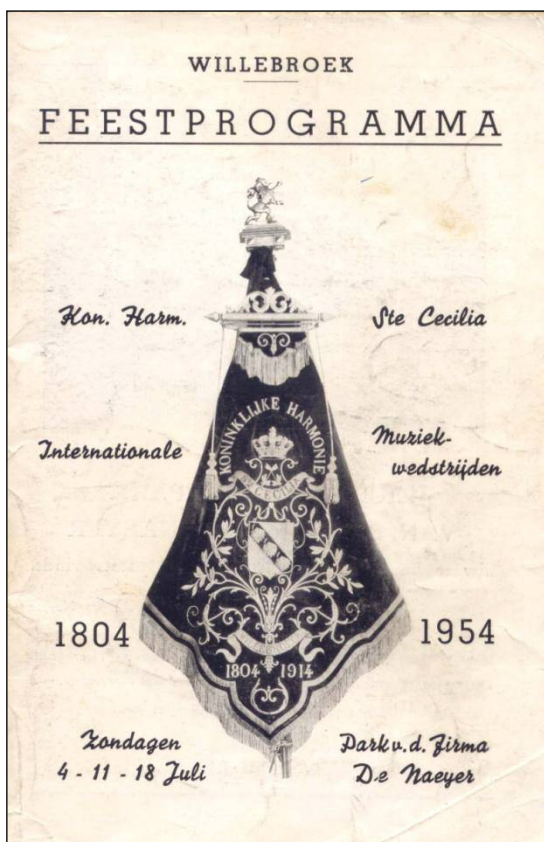 WILLEBROEK
FEESTPROGRAMMA
Kon. Harm.
Ste Cecilia
Internationale
Muziek-
wedstrijden
KONINKLIJKE HARMONIE
1804
1954
1804 1914
Zondagen
4 - 11 - 18 Juli
Park v. d. Firma
De Naeyer